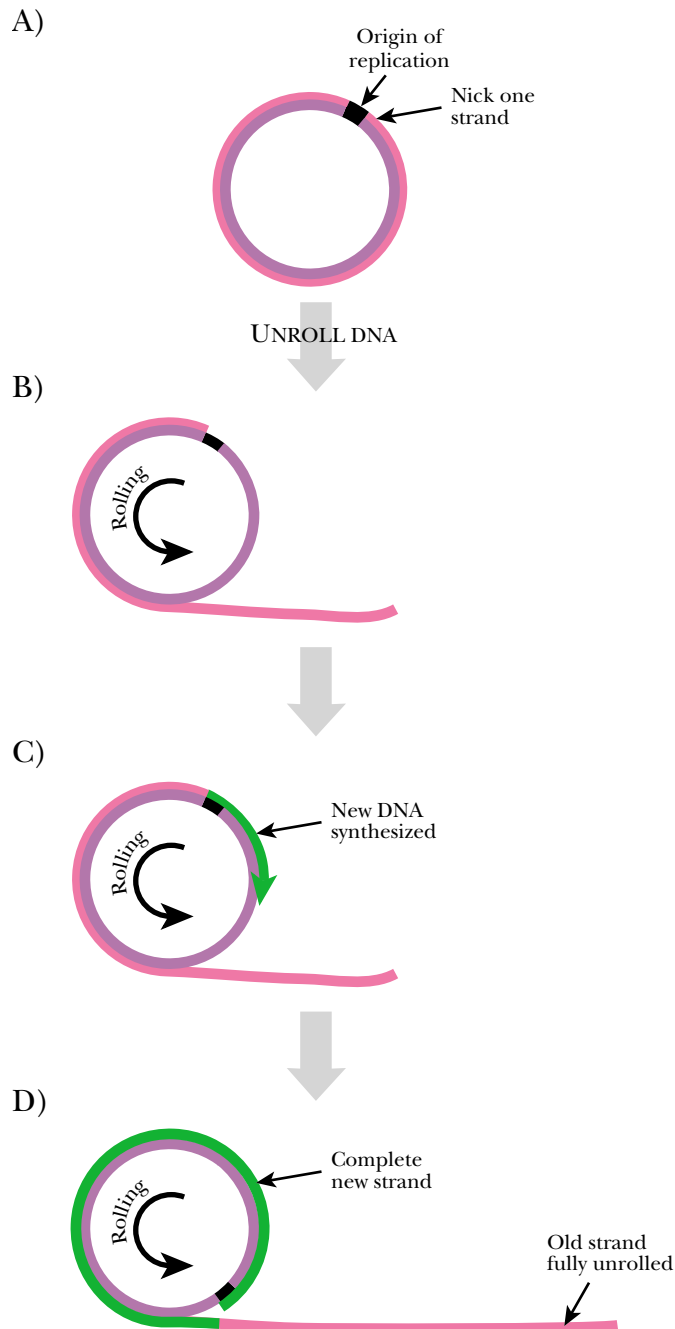 A)
Origin of
replication
Nick one
strand
UNROLL DNA
B)
Rolling
C)
Rolling
New DNA
synthesized
D)
Rolling
Complete
new strand
Old strand
fully unrolled